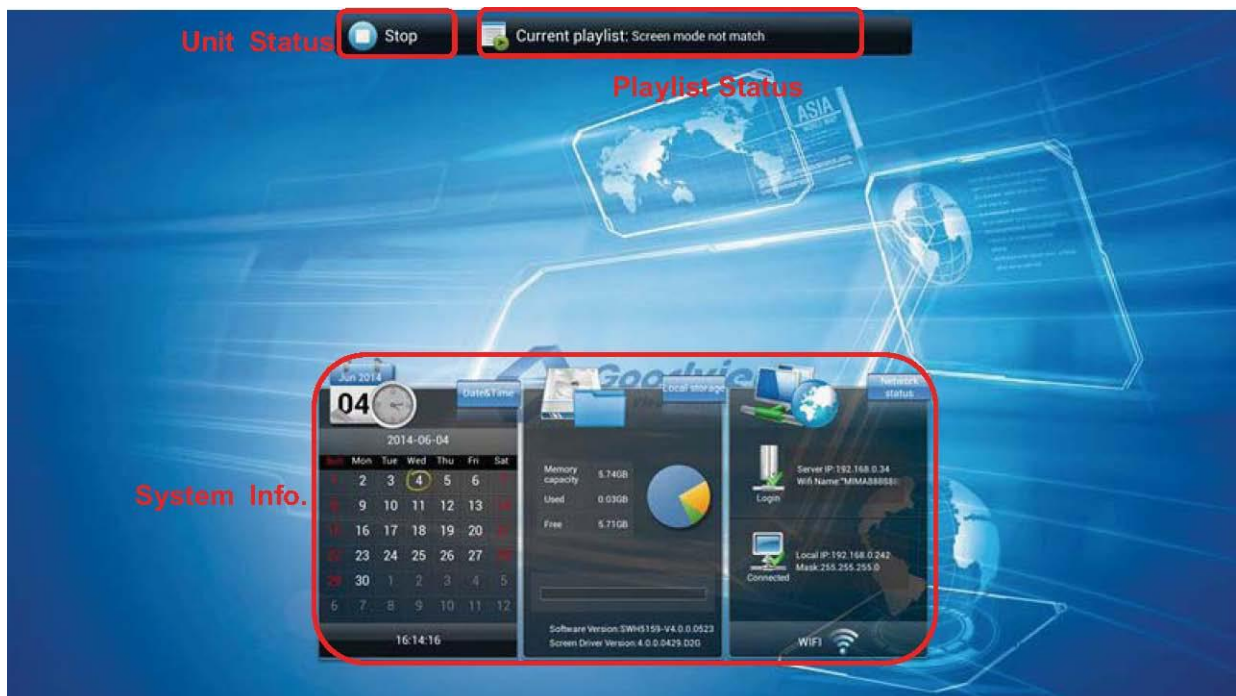 Unit Status
Stop
Current playlist: Screen mode not match
Playlist Status
ASIA
Goodview
Jun 2014
04
Date&Time
Local storage
Network status
2014-06-04
Sun Mon Tue Wed Thu Fri Sat
1 2 3 4 5 6 7
8 9 10 11 12 13 14
15 16 17 18 19 20 21
22 23 24 25 26 27 28
29 30 1 2 3 4 5
6 7 8 9 10 11 12
16:14:16
System Info.
Memory capacity 5.74GB
Used 0.03GB
Free 5.71GB
Software Version:SWH5159-V4.0.0.0523
Screen Driver Version:4.0.0.0429.D2G
Server IP:192.168.0.34
Wifi Name:"MIMA88888
Login
Local IP:192.168.0.242
Mask:255.255.255.0
Connected
WIFI